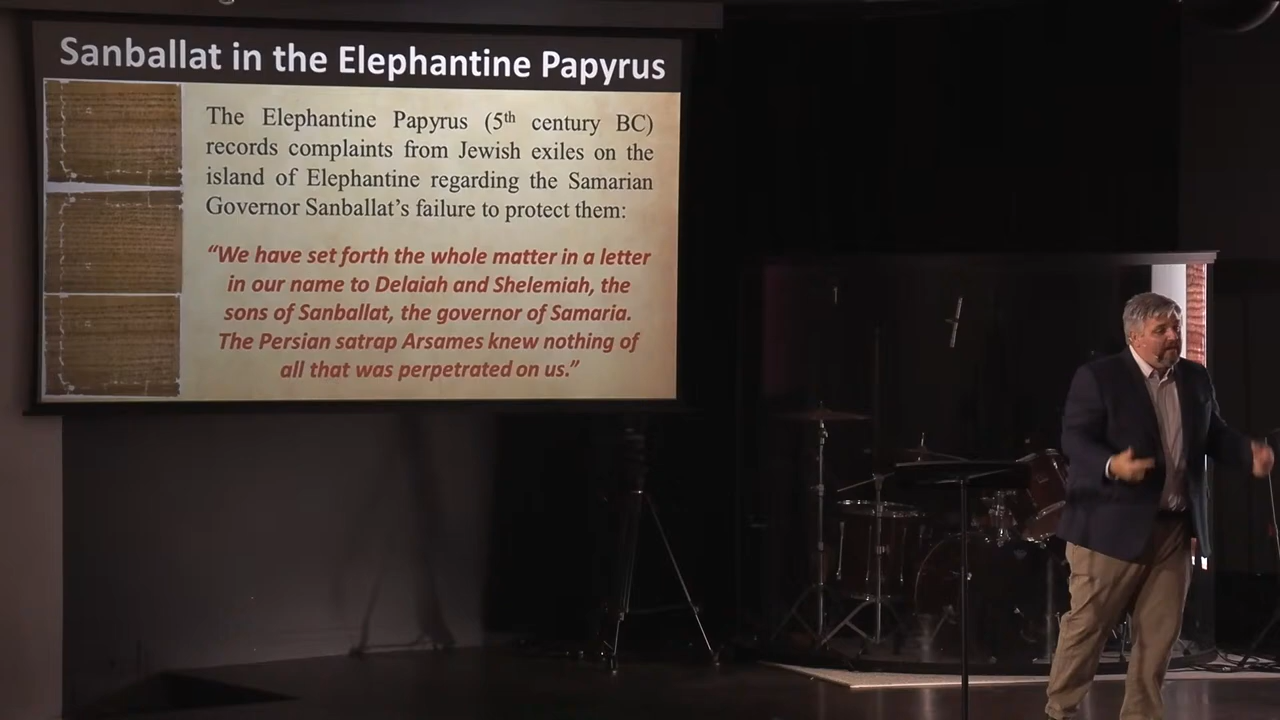 Sanballat in the Elephantine Papyrus
The Elephantine Papyrus (5th century BC)
records complaints from Jewish exiles on the
island of Elephantine regarding the Samarian
Governor Sanballat’s failure to protect them:
“We have set forth the whole matter in a letter
in our name to Delaiah and Shelemiah, the
sons of Sanballat, the governor of Samaria.
The Persian satrap Arsames knew nothing of
all that was perpetrated on us.”